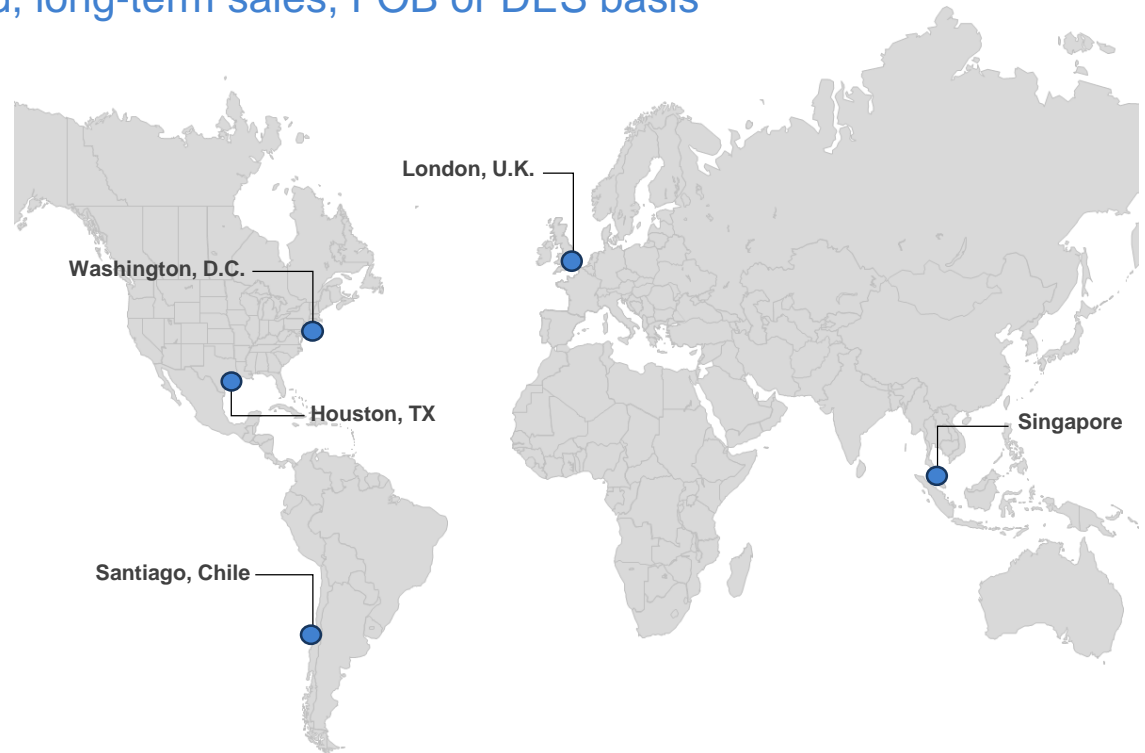 long-term sales, FOB or DES basis
London, U.K.
Washington, D.C.
Houston, TX
Singapore
Santiago, Chile